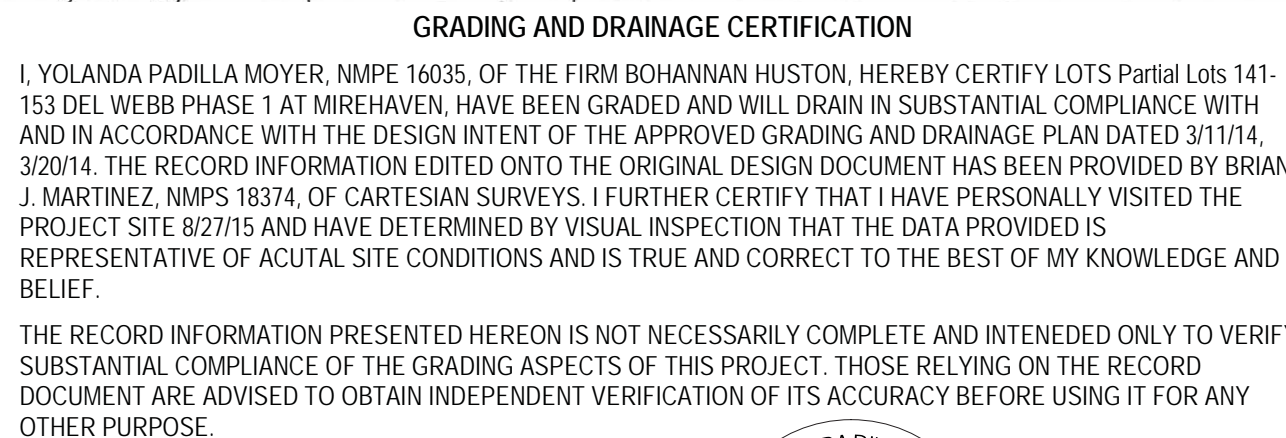 GRADING AND DRAINAGE CERTIFICATION
I, YOLANDA PADILLA MOYER, NMPE 16035, OF THE FIRM BOHANNAN HUSTON, HEREBY CERTIFY LOTS Partial Lots 141-
153 DEL WEBB PHASE 1 AT MIREHAVEN, HAVE BEEN GRADED AND WILL DRAIN IN SUBSTANTIAL COMPLIANCE WITH
AND IN ACCORDANCE WITH THE DESIGN INTENT OF THE APPROVED GRADING AND DRAINAGE PLAN DATED 3/11/14,
3/20/14. THE RECORD INFORMATION EDITED ONTO THE ORIGINAL DESIGN DOCUMENT HAS BEEN PROVIDED BY BRIAN
J. MARTINEZ, NMPS 18374, OF CARTESIAN SURVEYS. I FURTHER CERTIFY THAT I HAVE PERSONALLY VISITED THE
PROJECT SITE 8/27/15 AND HAVE DETERMINED BY VISUAL INSPECTION THAT THE DATA PROVIDED IS
REPRESENTATIVE OF ACUTAL SITE CONDITIONS AND IS TRUE AND CORRECT TO THE BEST OF MY KNOWLEDGE AND
BELIEF.
THE RECORD INFORMATION PRESENTED HEREON IS NOT NECESSARILY COMPLETE AND INTENEDED ONLY TO VERIFY
SUBSTANTIAL COMPLIANCE OF THE GRADING ASPECTS OF THIS PROJECT. THOSE RELYING ON THE RECORD
DOCUMENT ARE ADVISED TO OBTAIN INDEPENDENT VERIFICATION OF ITS ACCURACY BEFORE USING IT FOR ANY
OTHER PURPOSE.